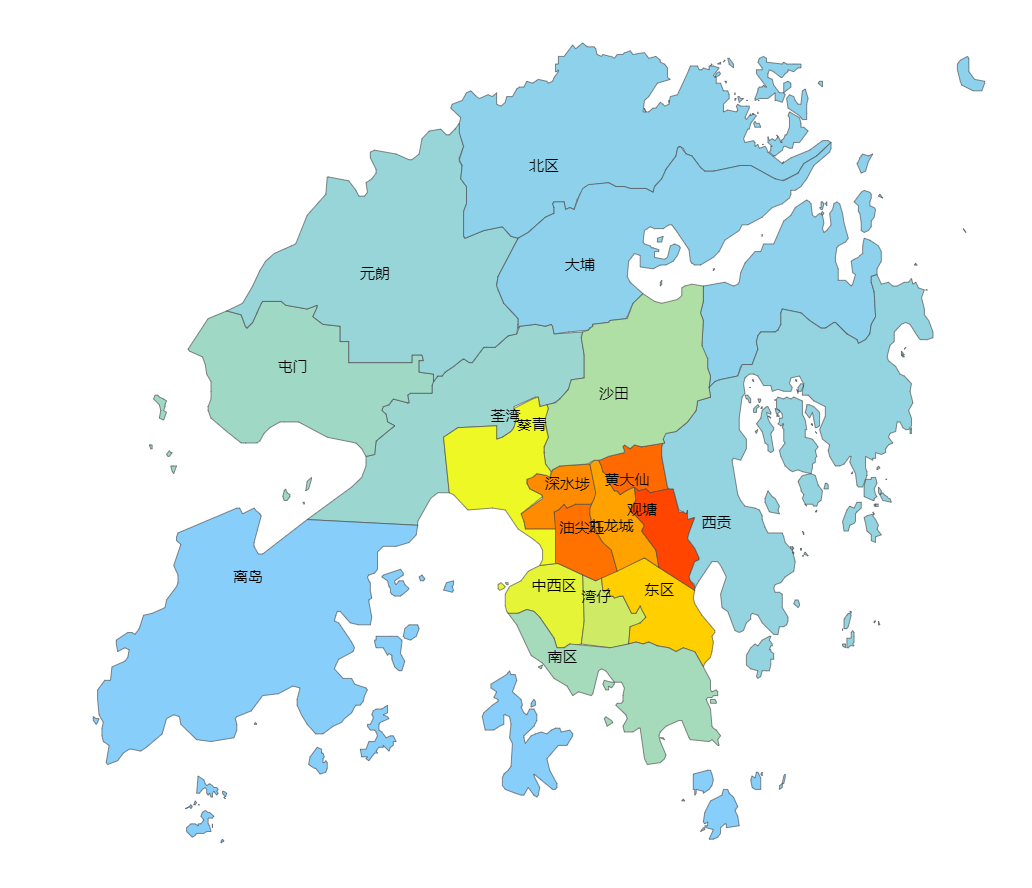 北区
大埔
元朗
屯门
沙田
荃湾
葵青
黄大仙
深水埗
观塘
西贡
油尖旺
九龙城
离岛
中西区
东区
湾仔
南区